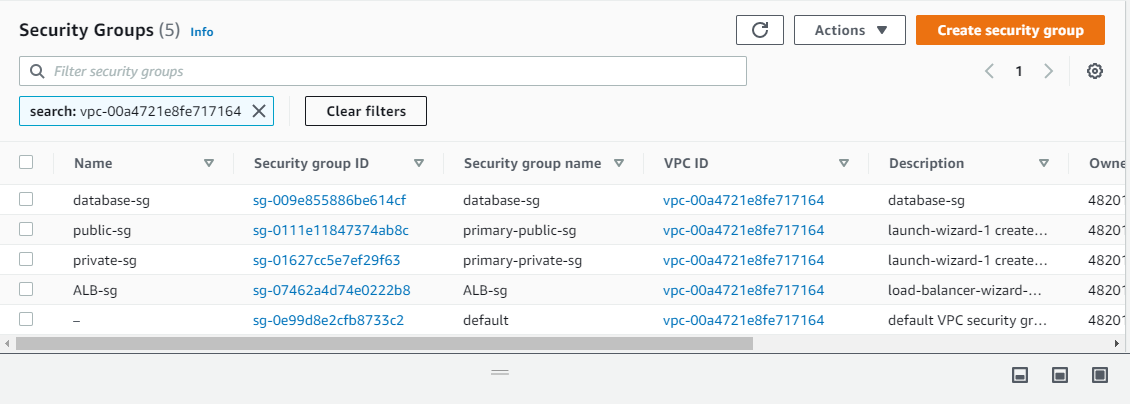 Security Groups (5) Info
Actions
Create security group
Filter security groups
1
search: vpc-00a4721e8fe717164
Clear filters
Name Security group ID Security group name VPC ID Description Owne
database-sg sg-009e855886be614cf database-sg vpc-00a4721e8fe717164 database-sg 48201
public-sg sg-0111e11847374ab8c primary-public-sg vpc-00a4721e8fe717164 launch-wizard-1 create... 48201
private-sg sg-01627cc5e7ef29f63 primary-private-sg vpc-00a4721e8fe717164 launch-wizard-1 create... 48201
ALB-sg sg-07462a4d74e0222b8 ALB-sg vpc-00a4721e8fe717164 load-balancer-wizard-... 48201
– sg-0e99d8e2cfb8733c2 default vpc-00a4721e8fe717164 default VPC security gr... 48201